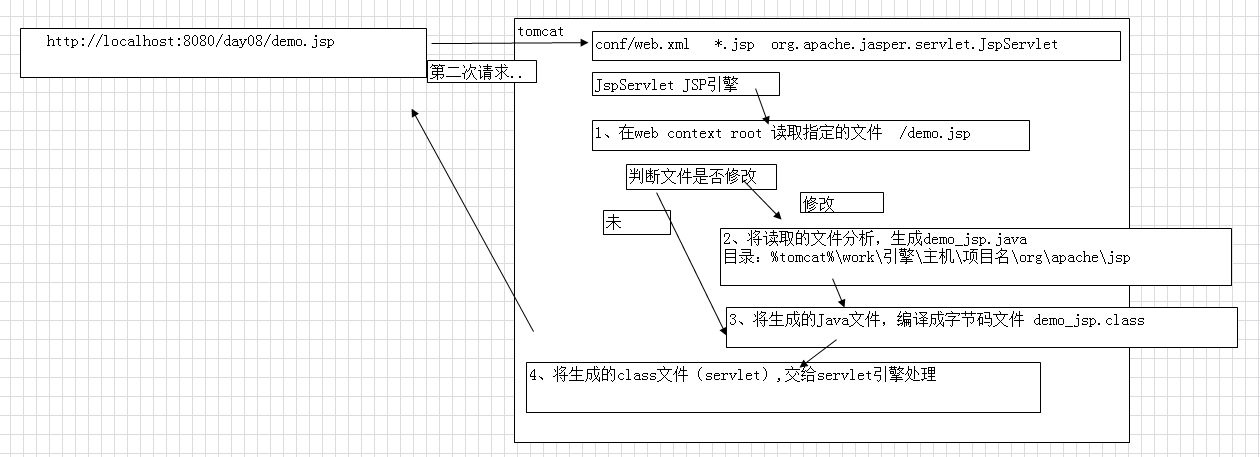 http://localhost:8080/day08/demo.jsp
tomcat
conf/web.xml *.jsp org.apache.jasper.servlet.JspServlet
第二次请求..
JspServlet JSP引擎
1、在web context root 读取指定的文件 /demo.jsp
判断文件是否修改
修改
未
2、将读取的文件分析，生成demo_jsp.java
目录：%tomcat%\work\引擎\主机\项目名\org\apache\jsp
3、将生成的Java文件，编译成字节码文件 demo_jsp.class
4、将生成的class文件（servlet）,交给servlet引擎处理